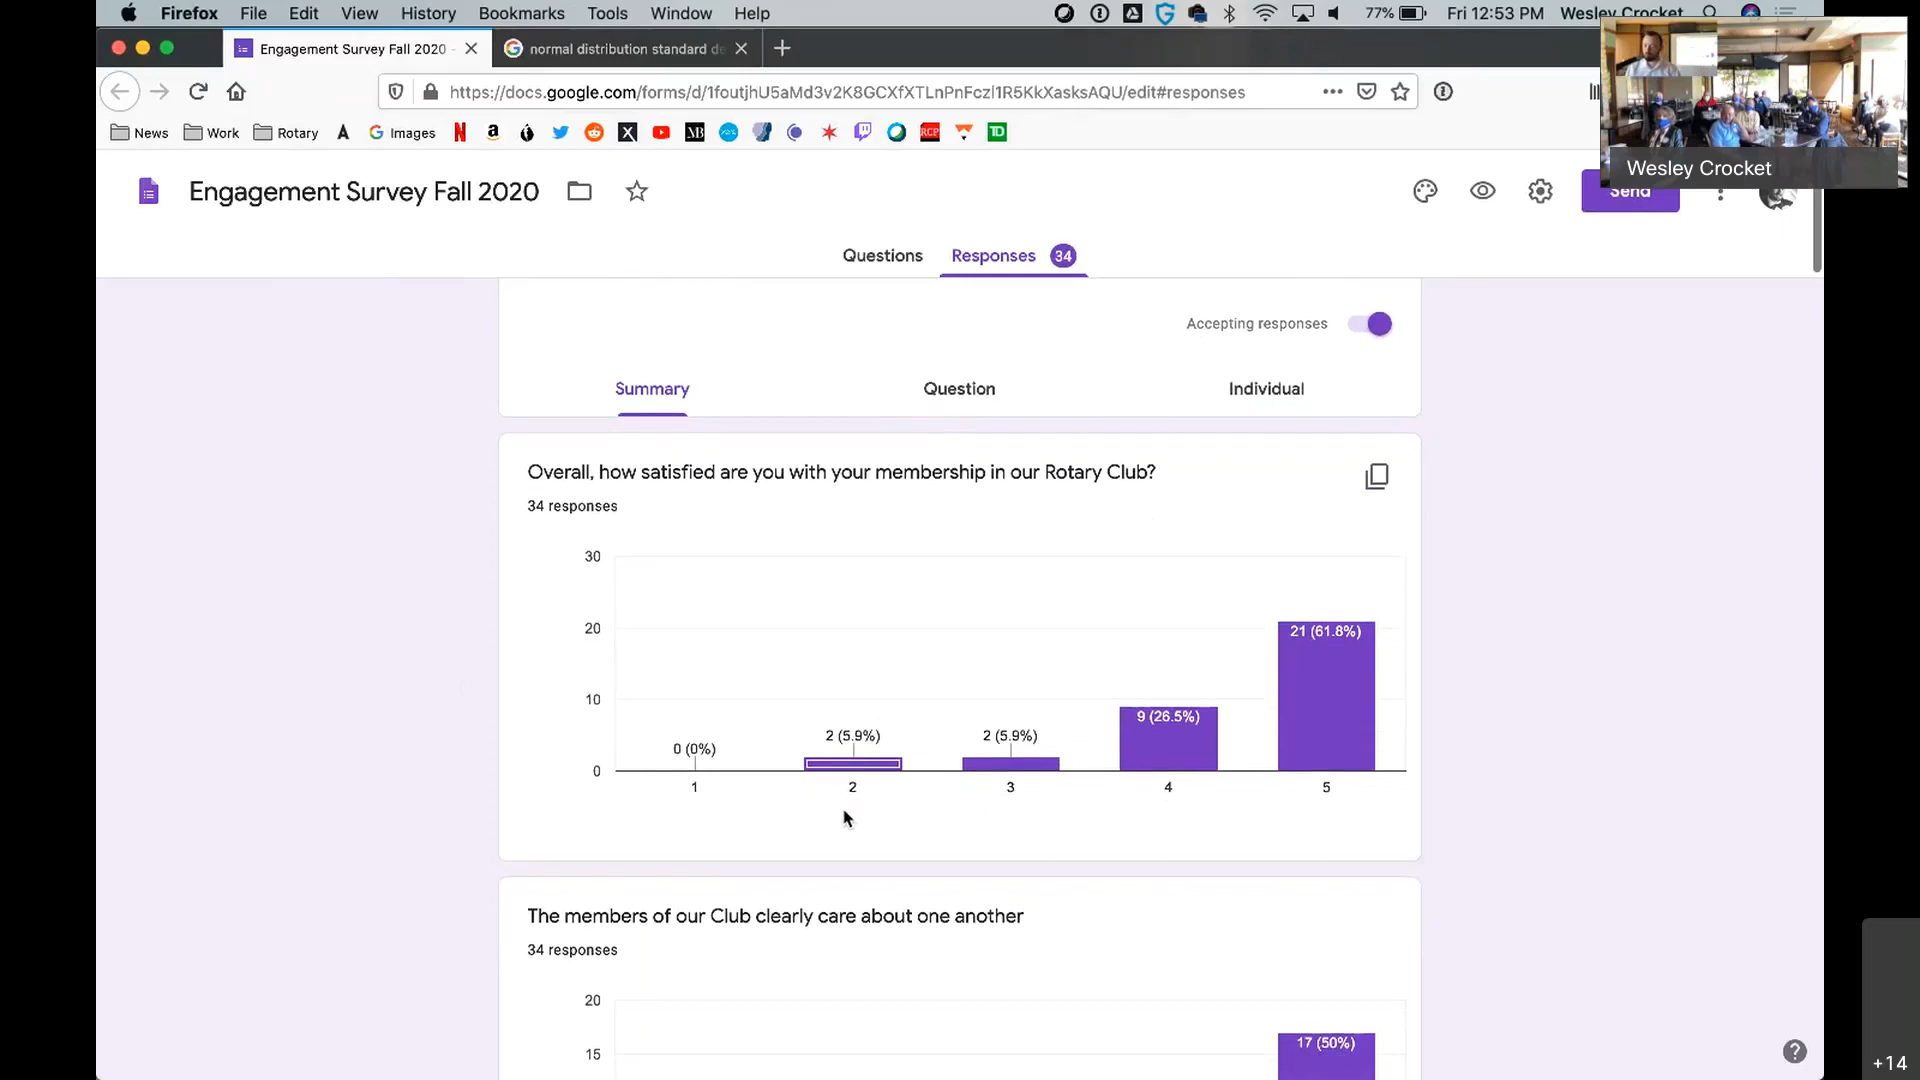 Firefox File Edit View History Bookmarks Tools Window Help 77% Fri 12:53 PM Wesley Crocket
Engagement Survey Fall 2020 - normal distribution standard de
https://docs.google.com/forms/d/1foutjhU5aMd3v2K8GCXfXTLnPnFczl1R5KkXasksAQU/edit#responses
News Work Rotary A G Images N a X MB RCP TD
Wesley Crocket
Engagement Survey Fall 2020
Send
Questions Responses 34
Accepting responses
Summary Question Individual
Overall, how satisfied are you with your membership in our Rotary Club?
34 responses
30
20
21 (61.8%)
10
9 (26.5%)
2 (5.9%) 2 (5.9%)
0 (0%)
0
1 2 3 4 5
The members of our Club clearly care about one another
34 responses
20
17 (50%)
15
+14